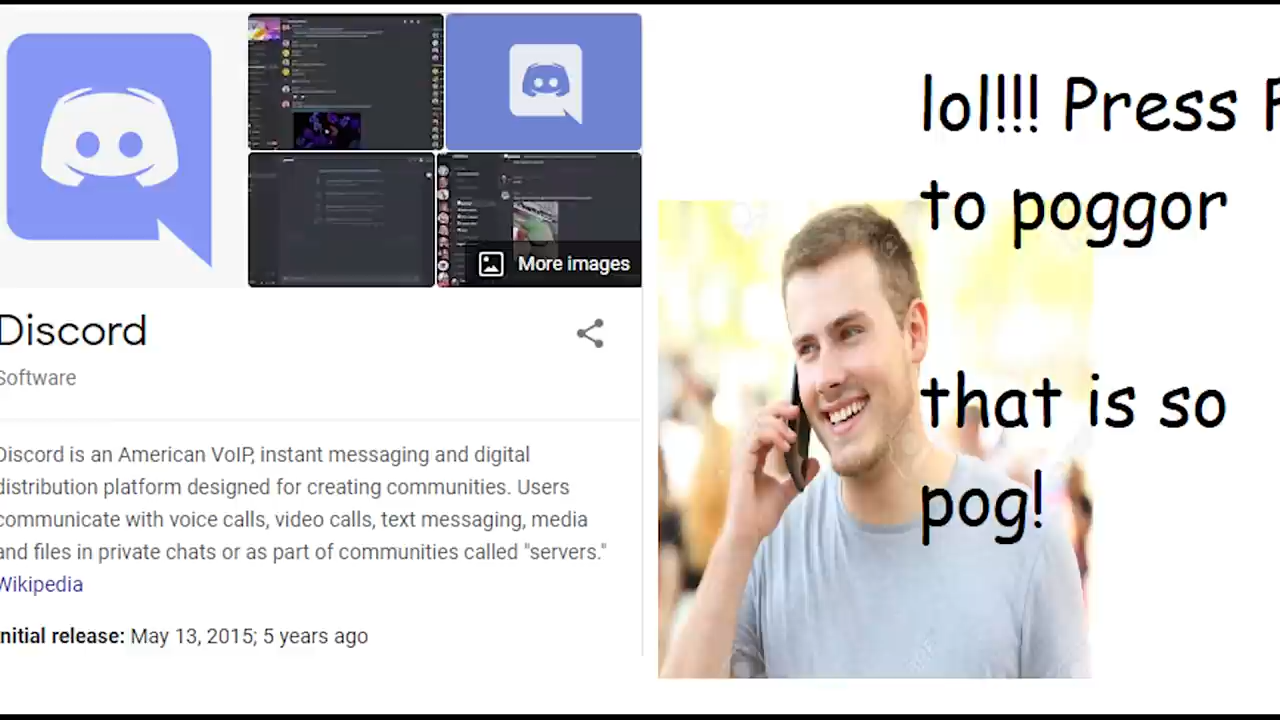 More images
Discord
Software
Discord is an American VoIP, instant messaging and digital
distribution platform designed for creating communities. Users
communicate with voice calls, video calls, text messaging, media
and files in private chats or as part of communities called "servers."
Wikipedia
Initial release: May 13, 2015; 5 years ago
lol!!! Press F
to poggor
that is so
pog!